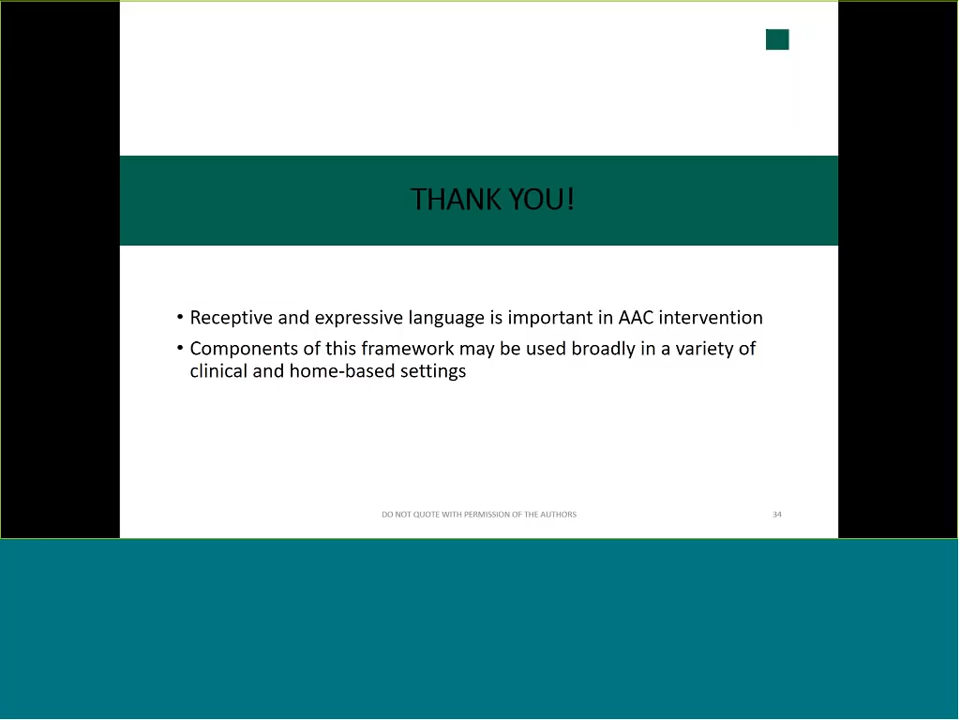 THANK YOU!
• Receptive and expressive language is important in AAC intervention
• Components of this framework may be used broadly in a variety of
clinical and home-based settings
DO NOT QUOTE WITH PERMISSION OF THE AUTHORS
34